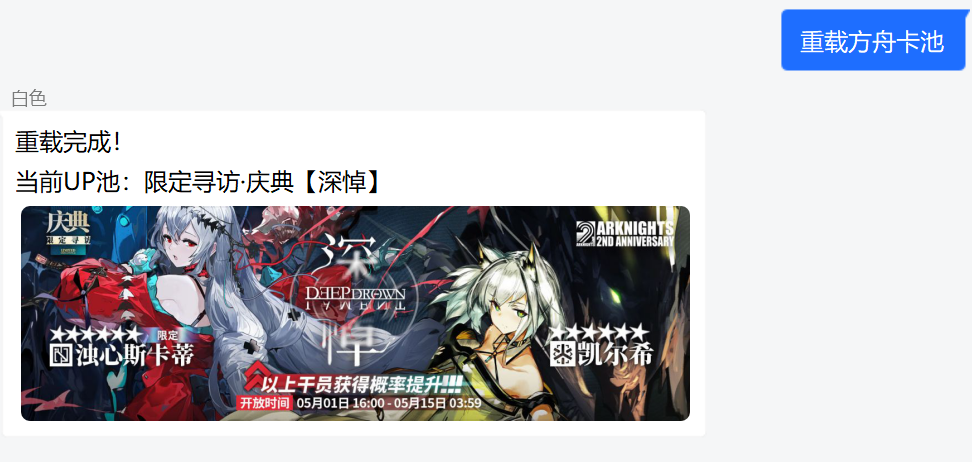 重载方舟卡池
白色
重载完成！
当前UP池：限定寻访·庆典【深悼】
庆典
限定寻访
ARKNIGHTS
2ND ANNIVERSARY
深
DEEPDROWN
LAMENT
悼
★★★★★★ 限定
浊心斯卡蒂
★★★★★★
凯尔希
以上干员获得概率提升!!!
开放时间 05月01日 16:00 - 05月15日 03:59